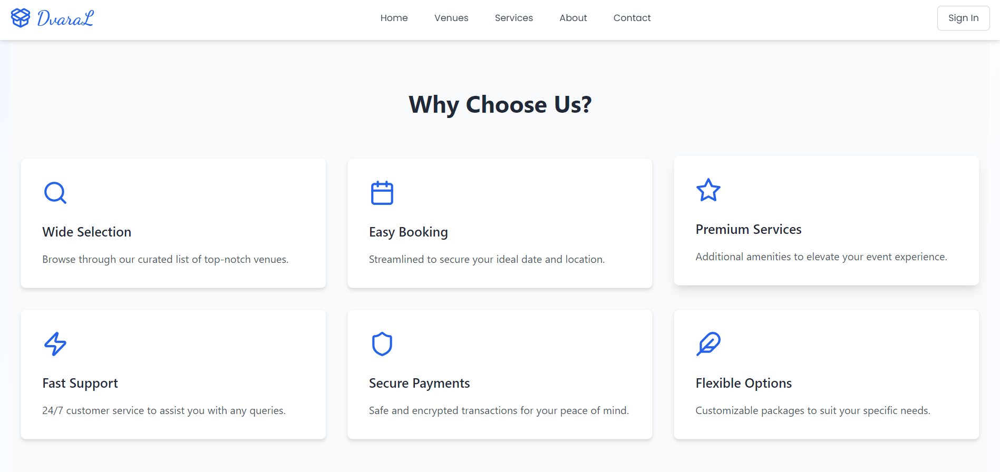 DvaraL
Home Venues Services About Contact
Sign In
Why Choose Us?
Wide Selection
Browse through our curated list of top-notch venues.
Easy Booking
Streamlined to secure your ideal date and location.
Premium Services
Additional amenities to elevate your event experience.
Fast Support
24/7 customer service to assist you with any queries.
Secure Payments
Safe and encrypted transactions for your peace of mind.
Flexible Options
Customizable packages to suit your specific needs.